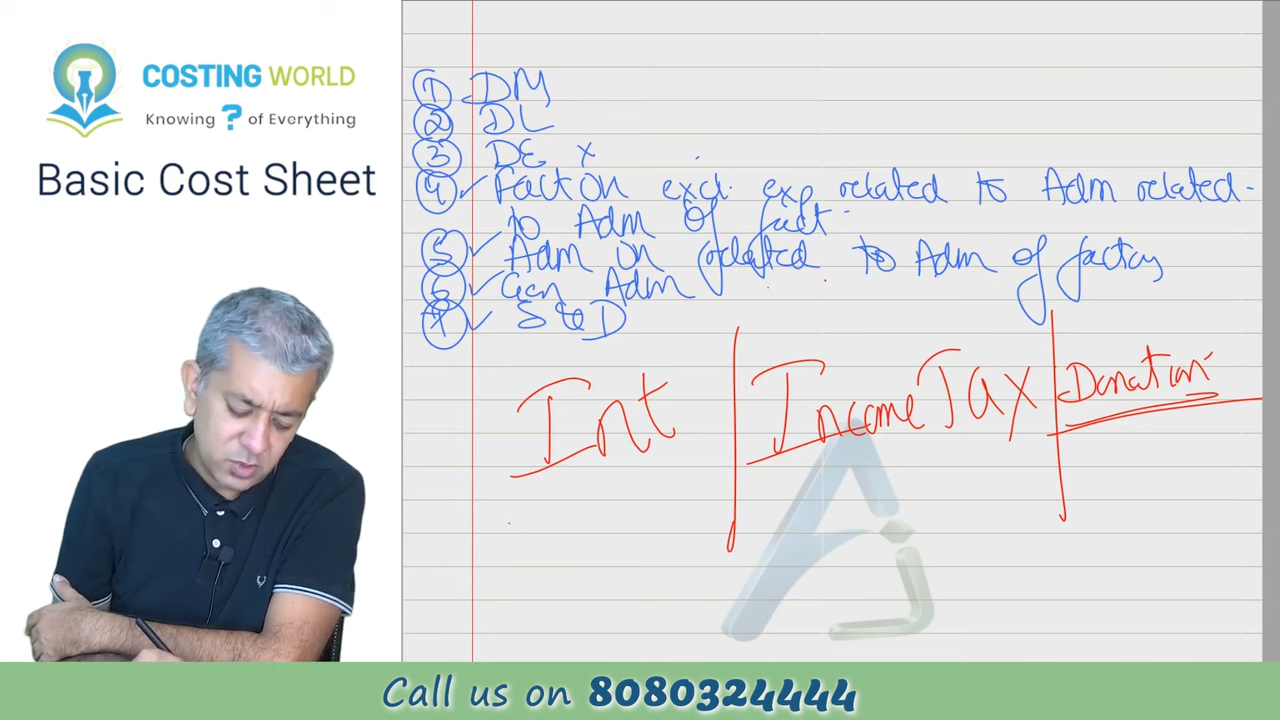 COSTING WORLD
Knowing ? of Everything
Basic Cost Sheet
① DM
② DL
③ DE x
④ ✓ Fact OH excl. exp related to Adm related
to Adm of fact.
⑤ ✓ Adm OH related to Adm of factory
⑥ ✓ Gen Adm
⑦ ✓ S & D
Int | Income Tax | Donation
Call us on 8080324444